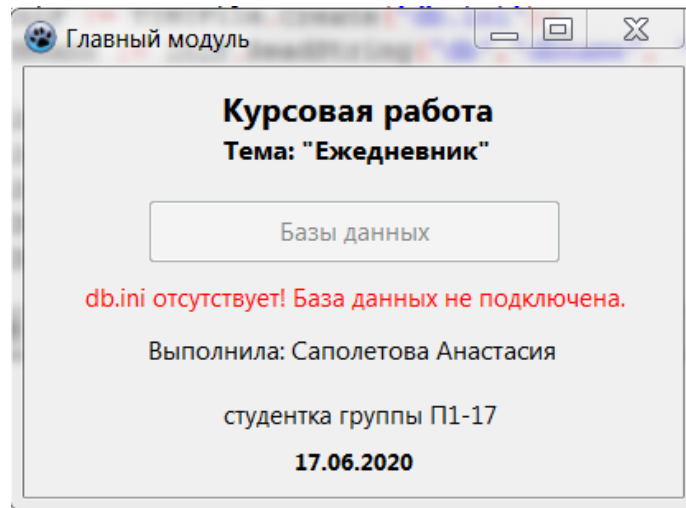 Главный модуль
Курсовая работа
Тема: "Ежедневник"
Базы данных
db.ini отсутствует! База данных не подключена.
Выполнила: Саполетова Анастасия
студентка группы П1-17
17.06.2020